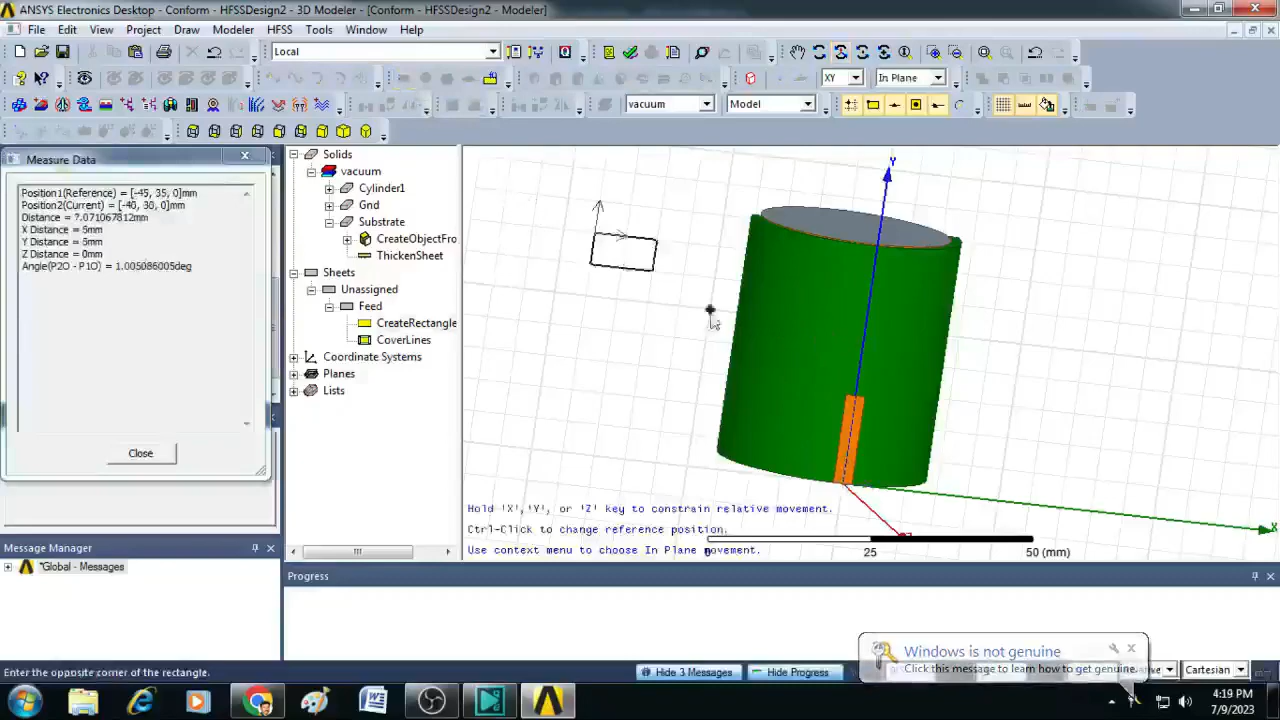 ANSYS Electronics Desktop - Conform - HFSSDesign2 - 3D Modeler - [Conform - HFSSDesign2 - Modeler]
File Edit View Project Draw Modeler HFSS Tools Window Help
Local
XY In Plane
vacuum Model
Measure Data
Position1(Reference) = [-45, 35, 0]mm
Position2(Current) = [-40, 30, 0]mm
Distance = 7.071067812mm
X Distance = 5mm
Y Distance = 5mm
Z Distance = 0mm
Angle(P2O - P1O) = 1.005086005deg
Close
Solids
vacuum
Cylinder1
Gnd
Substrate
CreateObjectFro
ThickenSheet
Sheets
Unassigned
Feed
CreateRectangle
CoverLines
Coordinate Systems
Planes
Lists
Y
X
Hold 'X','Y', or 'Z' key to constrain relative movement.
Ctrl-Click to change reference position.
Use context menu to choose In Plane movement.
0 25 50 (mm)
Message Manager
*Global - Messages
Progress
Windows is not genuine
Click this message to learn how to get genuine.
Enter the opposite corner of the rectangle.
Hide 3 Messages
Hide Progress
Cartesian
4:19 PM
7/9/2023